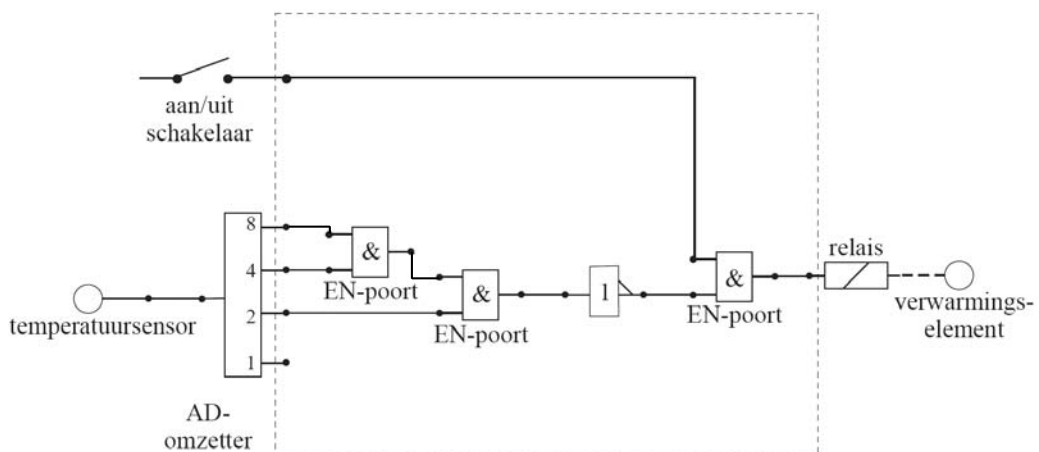 aan/uit
schakelaar
8
4
2
1
&
EN-poort
&
EN-poort
1
&
EN-poort
relais
temperatuursensor
verwarmings-
element
AD-
omzetter